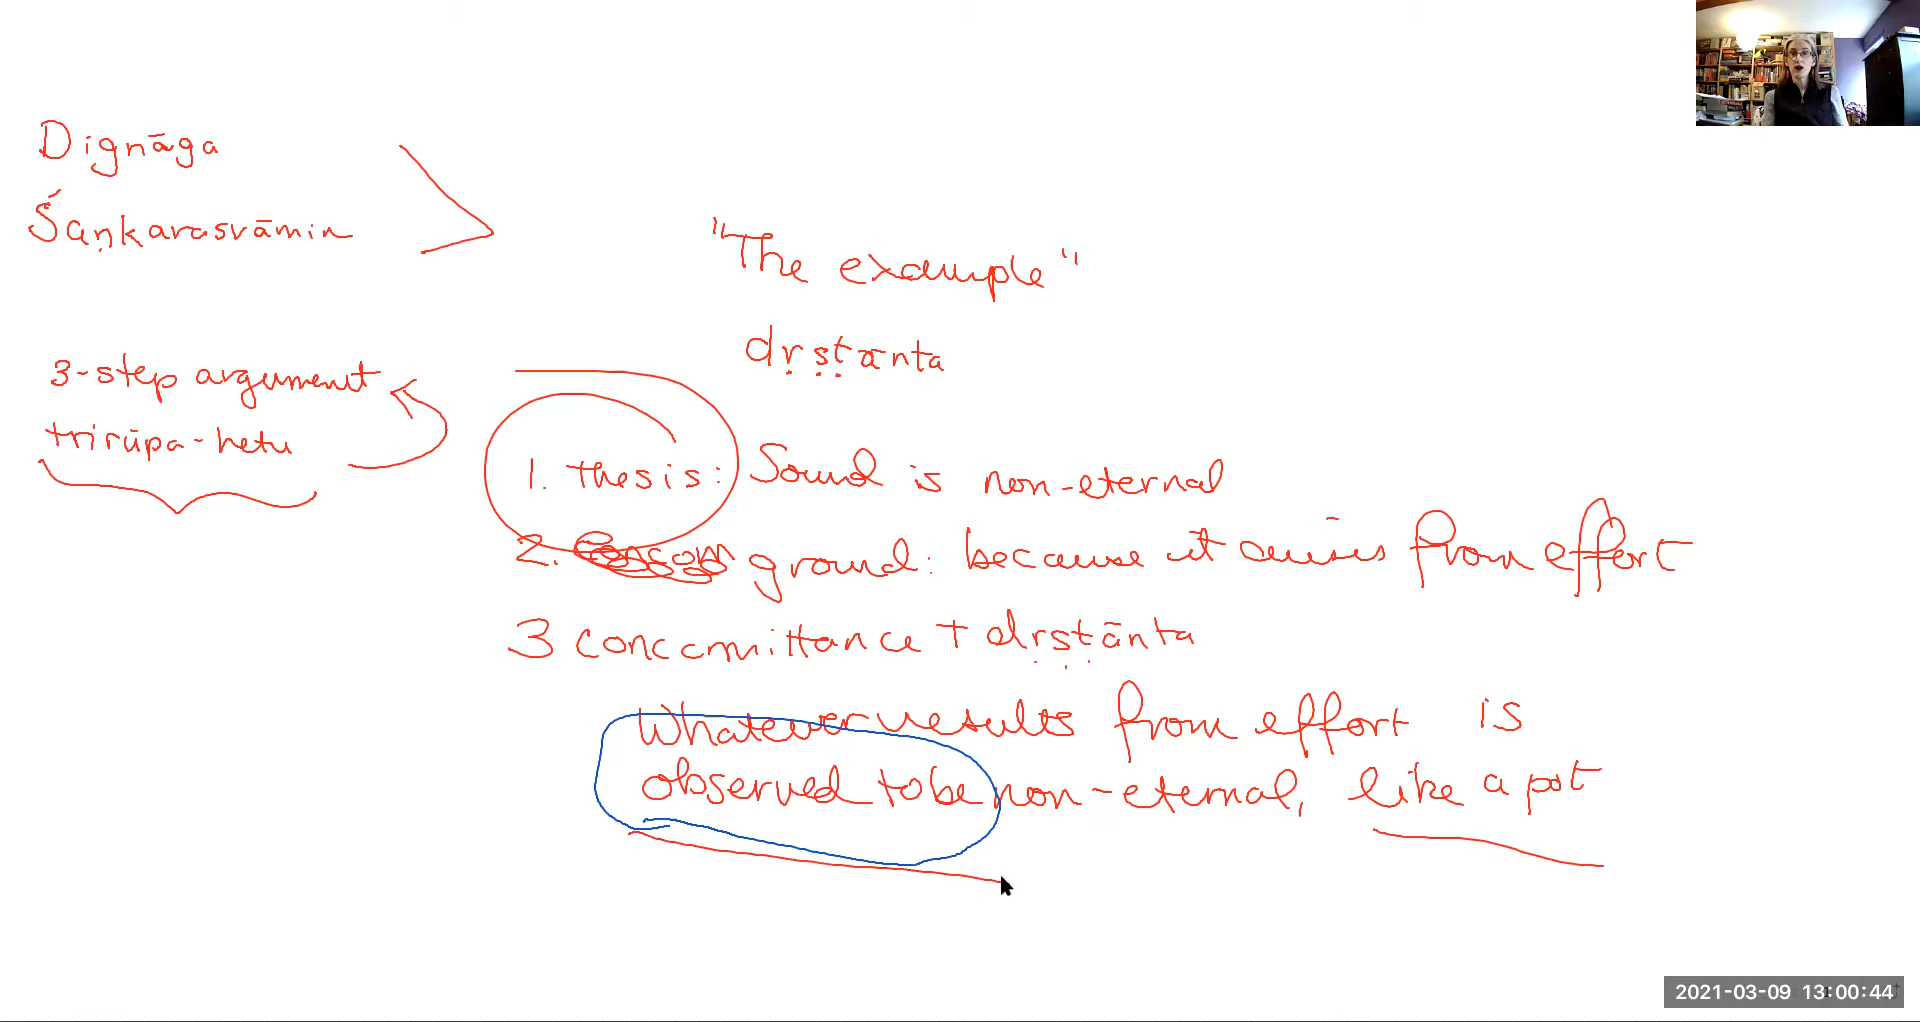 Dignāga
Śaṇkarasvāmin
"The example"
dṛṣṭānta
3-step argument
trirūpa-hetu
1. thesis: Sound is non-eternal
2. ground: because it arises from effort
3 concomittance + dṛṣṭānta
Whatever results from effort is
observed to be non-eternal, like a pot
2021-03-09 13:00:44